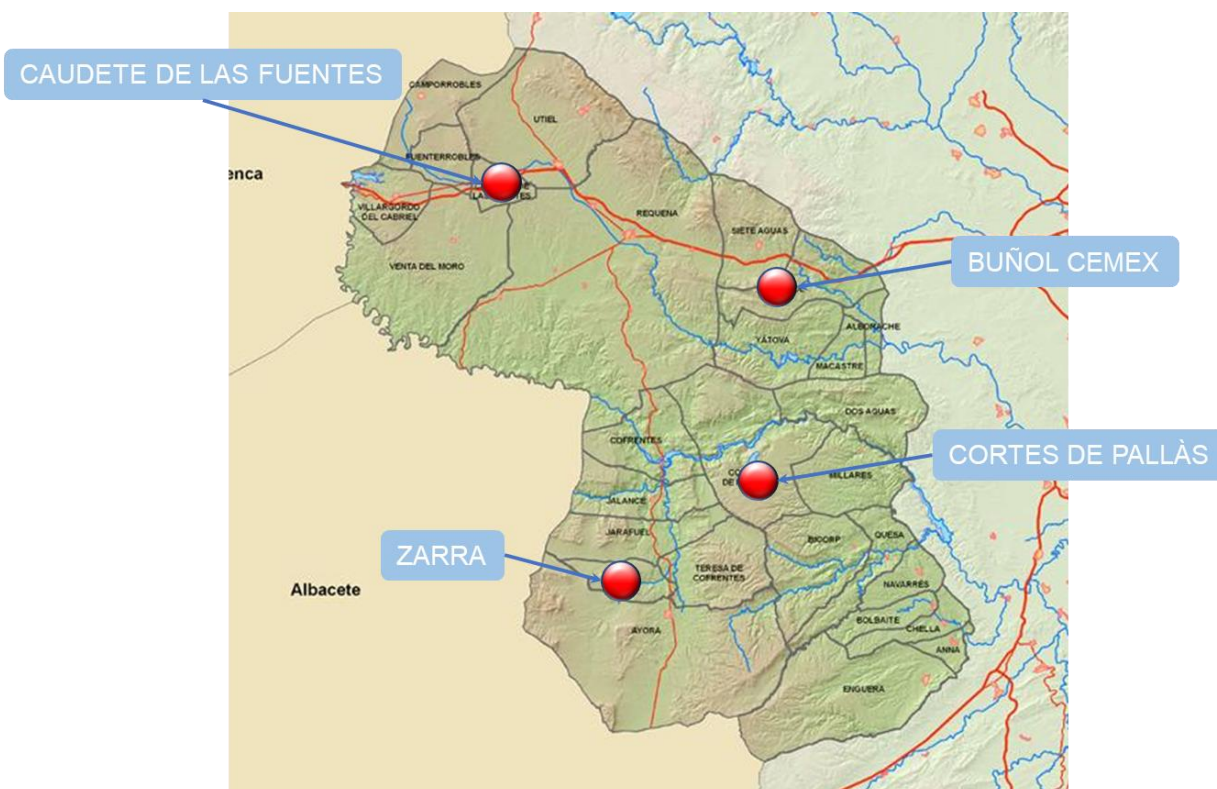 CAUDETE DE LAS FUENTES
CAMPORROBLES
UTIEL
FUENTERROBLES
enca
VILLARGORDO
DEL CABRIEL
REQUENA
SIETE AGUAS
VENTA DEL MORO
BUÑOL CEMEX
YÁTOVA
ALBORACHE
MACASTRE
DOS AGUAS
COFRENTES
CORTES DE PALLÀS
MILLARES
JALANCE
JARAFUEL
BICORP
QUESA
ZARRA
TERESA DE
COFRENTES
NAVARRÉS
Albacete
BOLBAITE
CHELLA
AYORA
ANNA
ENGUERA